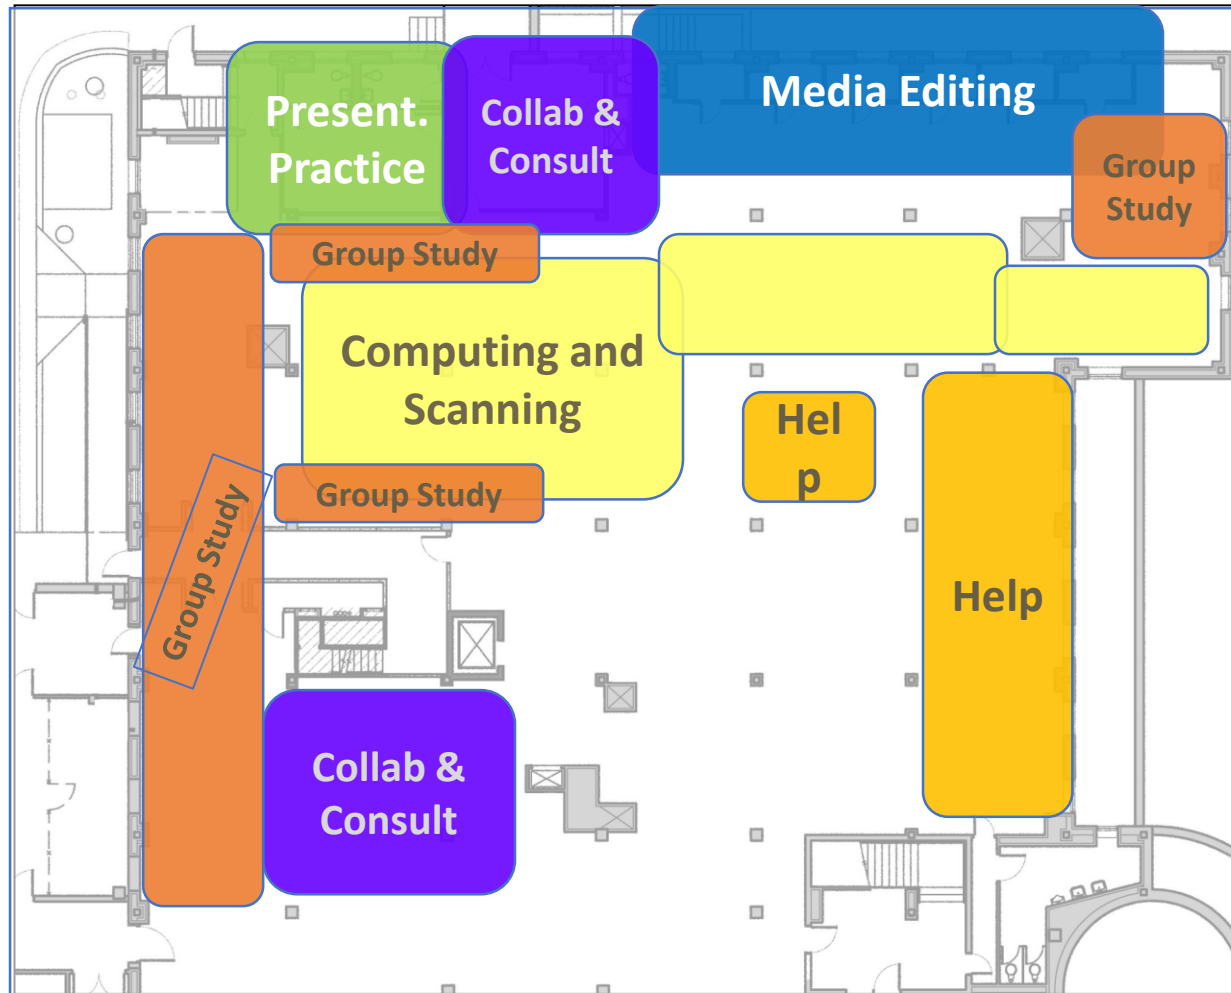 Present.
Practice
Collab &
Consult
Media Editing
Group
Study
Group Study
Computing and
Scanning
Hel
p
Group Study
Group Study
Help
Collab &
Consult